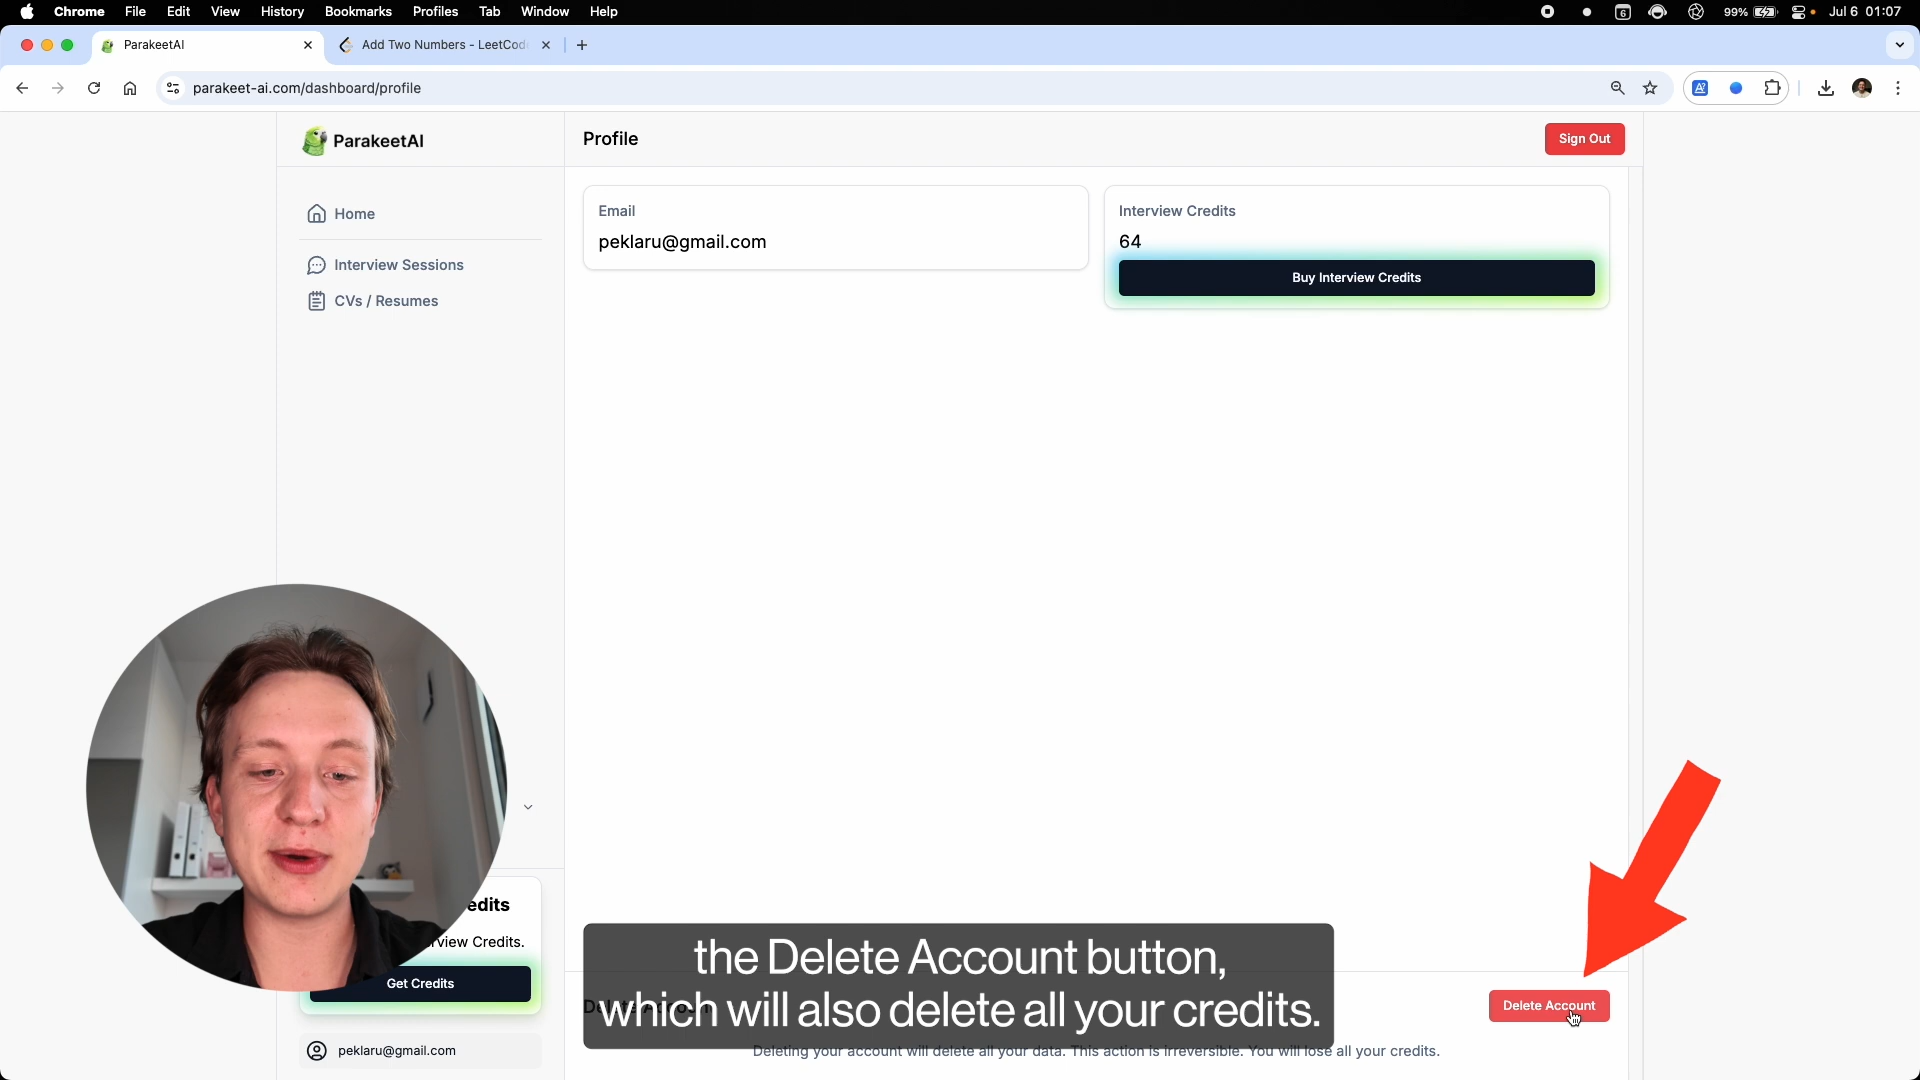 Chrome File Edit View History Bookmarks Profiles Tab Window Help
6 99% Jul 6 01:07
ParakeetAI
Add Two Numbers - LeetCod
parakeet-ai.com/dashboard/profile
ParakeetAI
Profile
Sign Out
Home
Interview Sessions
CVs / Resumes
Email
peklaru@gmail.com
Interview Credits
64
Buy Interview Credits
edits
rview Credits.
Get Credits
peklaru@gmail.com
the Delete Account button,
which will also delete all your credits.
Delete Account
Deleting your account will delete all your data. This action is irreversible. You will lose all your credits.